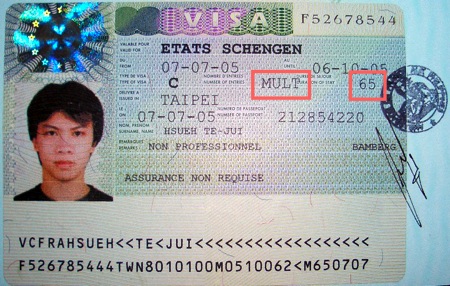 VISA F52678544
VALABLE POUR ETATS SCHENGEN
VALID FOR
DU 07-07-05 AU 06-10-05
FROM UNTIL
TYPE DE VISA C NOMBRE D'ENTREES MULT DUREE DE SEJOUR 65
TYPE OF VISA NUMBER OF ENTRIES DURATION OF STAY
DELIVRE A TAIPEI
ISSUED IN
LE 07-07-05 NUMERO DE PASSEPORT 212854220
ON NUMBER OF PASSPORT
NOM, PRENOM HSUEH TE-JUI
SURNAME, NAME
REMARQUES NON PROFESSIONNEL BAMBERG
REMARKS
ASSURANCE NON REQUISE
VCFRAHSUEH<<TE<JUI<<<<<<<<<<<<<<<<<<
F526785444TWN8010100M0510062<M650707